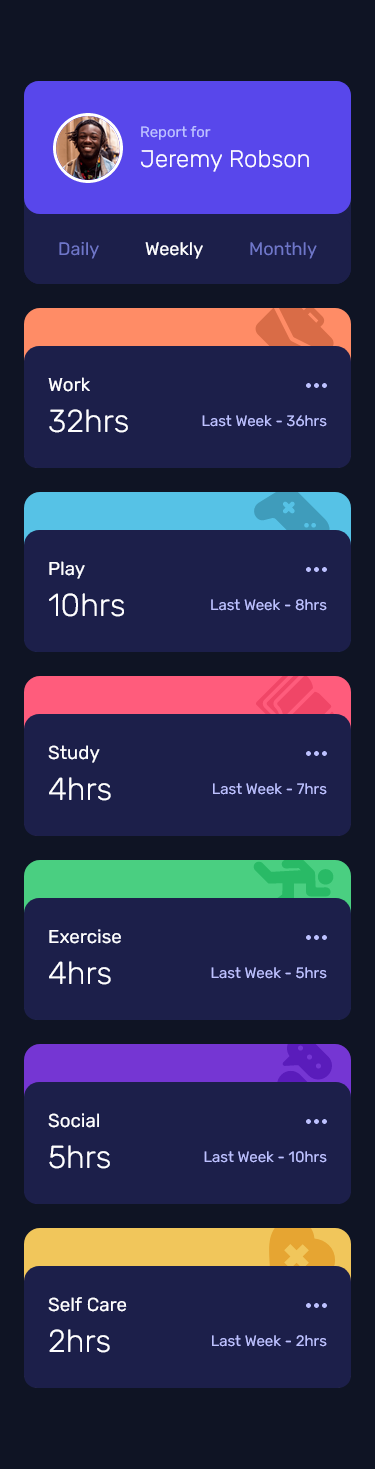 Report for
Jeremy Robson
Daily Weekly Monthly
Work
32hrs Last Week - 36hrs
Play
10hrs Last Week - 8hrs
Study
4hrs Last Week - 7hrs
Exercise
4hrs Last Week - 5hrs
Social
5hrs Last Week - 10hrs
Self Care
2hrs Last Week - 2hrs